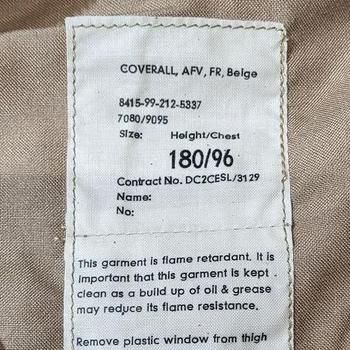 COVERALL, AFV, FR, Beige
8415-99-212-5337
7080/9095
Size: Height/Chest
180/96
Contract No. DC2CESL/3129
Name:
No:
This garment is flame retardant. It is
important that this garment is kept
clean as a build up of oil & grease
may reduce its flame resistance.
Remove plastic window from thigh